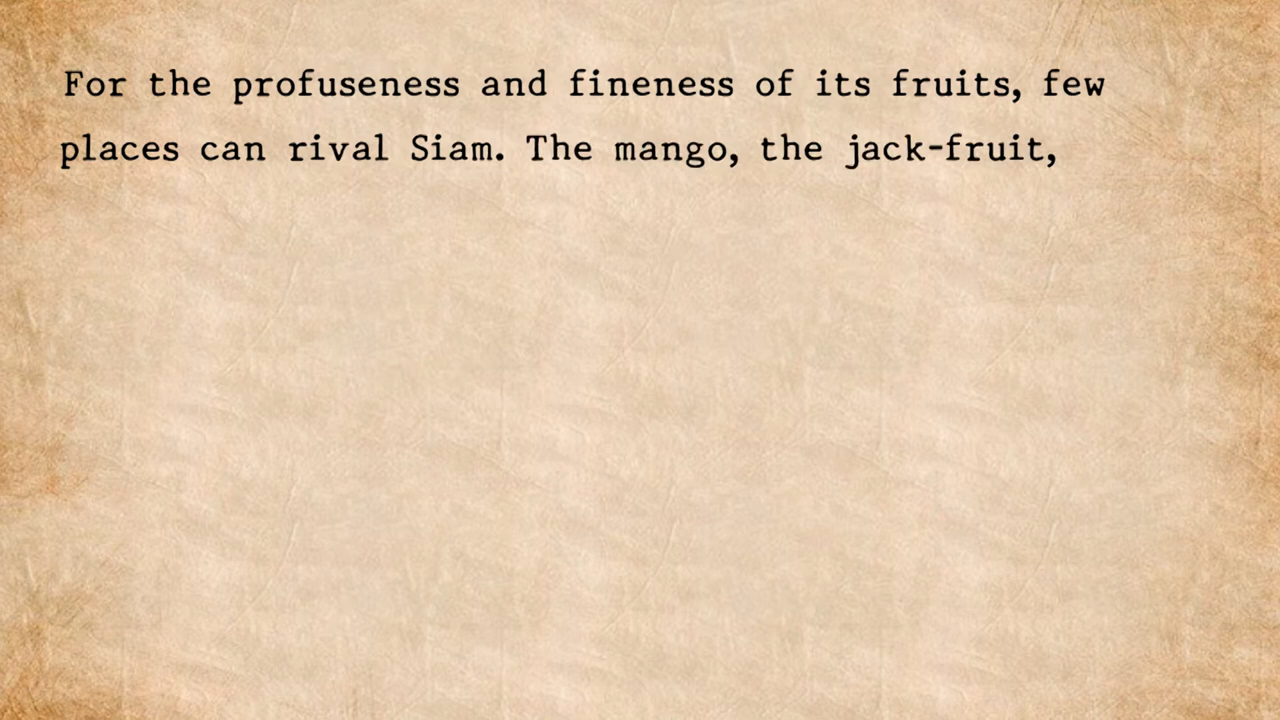 For the profuseness and fineness of its fruits, few
places can rival Siam. The mango, the jack-fruit,